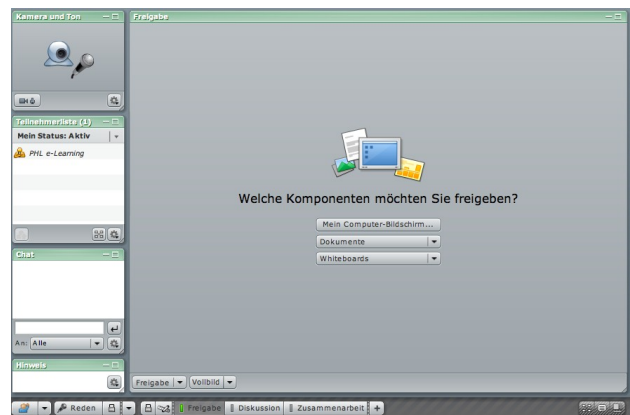 Kamera und Ton
Teilnehmerliste (1)
Mein Status: Aktiv
PHL e-Learning
Chat
An: Alle
Hinweis
Freigabe
Welche Komponenten möchten Sie freigeben?
Mein Computer-Bildschirm...
Dokumente
Whiteboards
Freigabe Vollbild
Reden Freigabe Diskussion Zusammenarbeit +